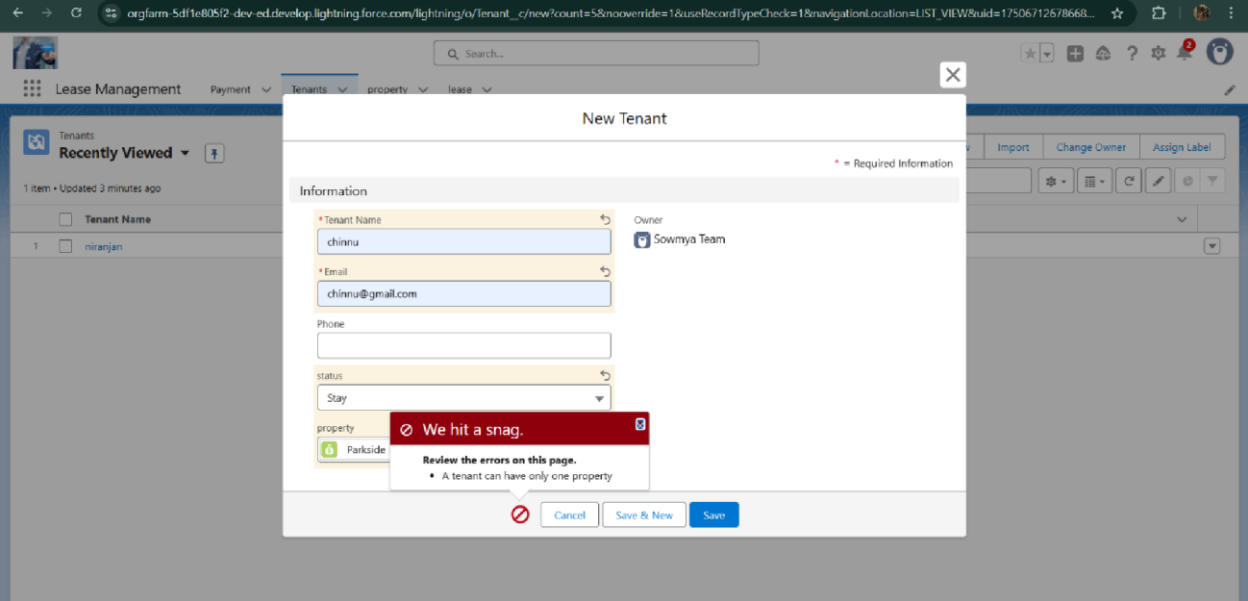 orgfarm-5df1e805f2-dev-ed.develop.lightning.force.com/lightning/o/Tenant__c/new?count=5&nooverride=1&useRecordTypeCheck=1&navigationLocation=LIST_VIEW&uid=17506712678668...
Search...
2
Lease Management Payment Tenants property lease
New Tenant
Tenants
Recently Viewed
Import Change Owner Assign Label
* = Required Information
1 item • Updated 3 minutes ago
Information
Tenant Name
1 niranjan
*Tenant Name
chinnu
Owner
Sowmya Team
*Email
chinnu@gmail.com
Phone
status
Stay
property
Parkside
We hit a snag.
Review the errors on this page.
• A tenant can have only one property
Cancel Save & New Save